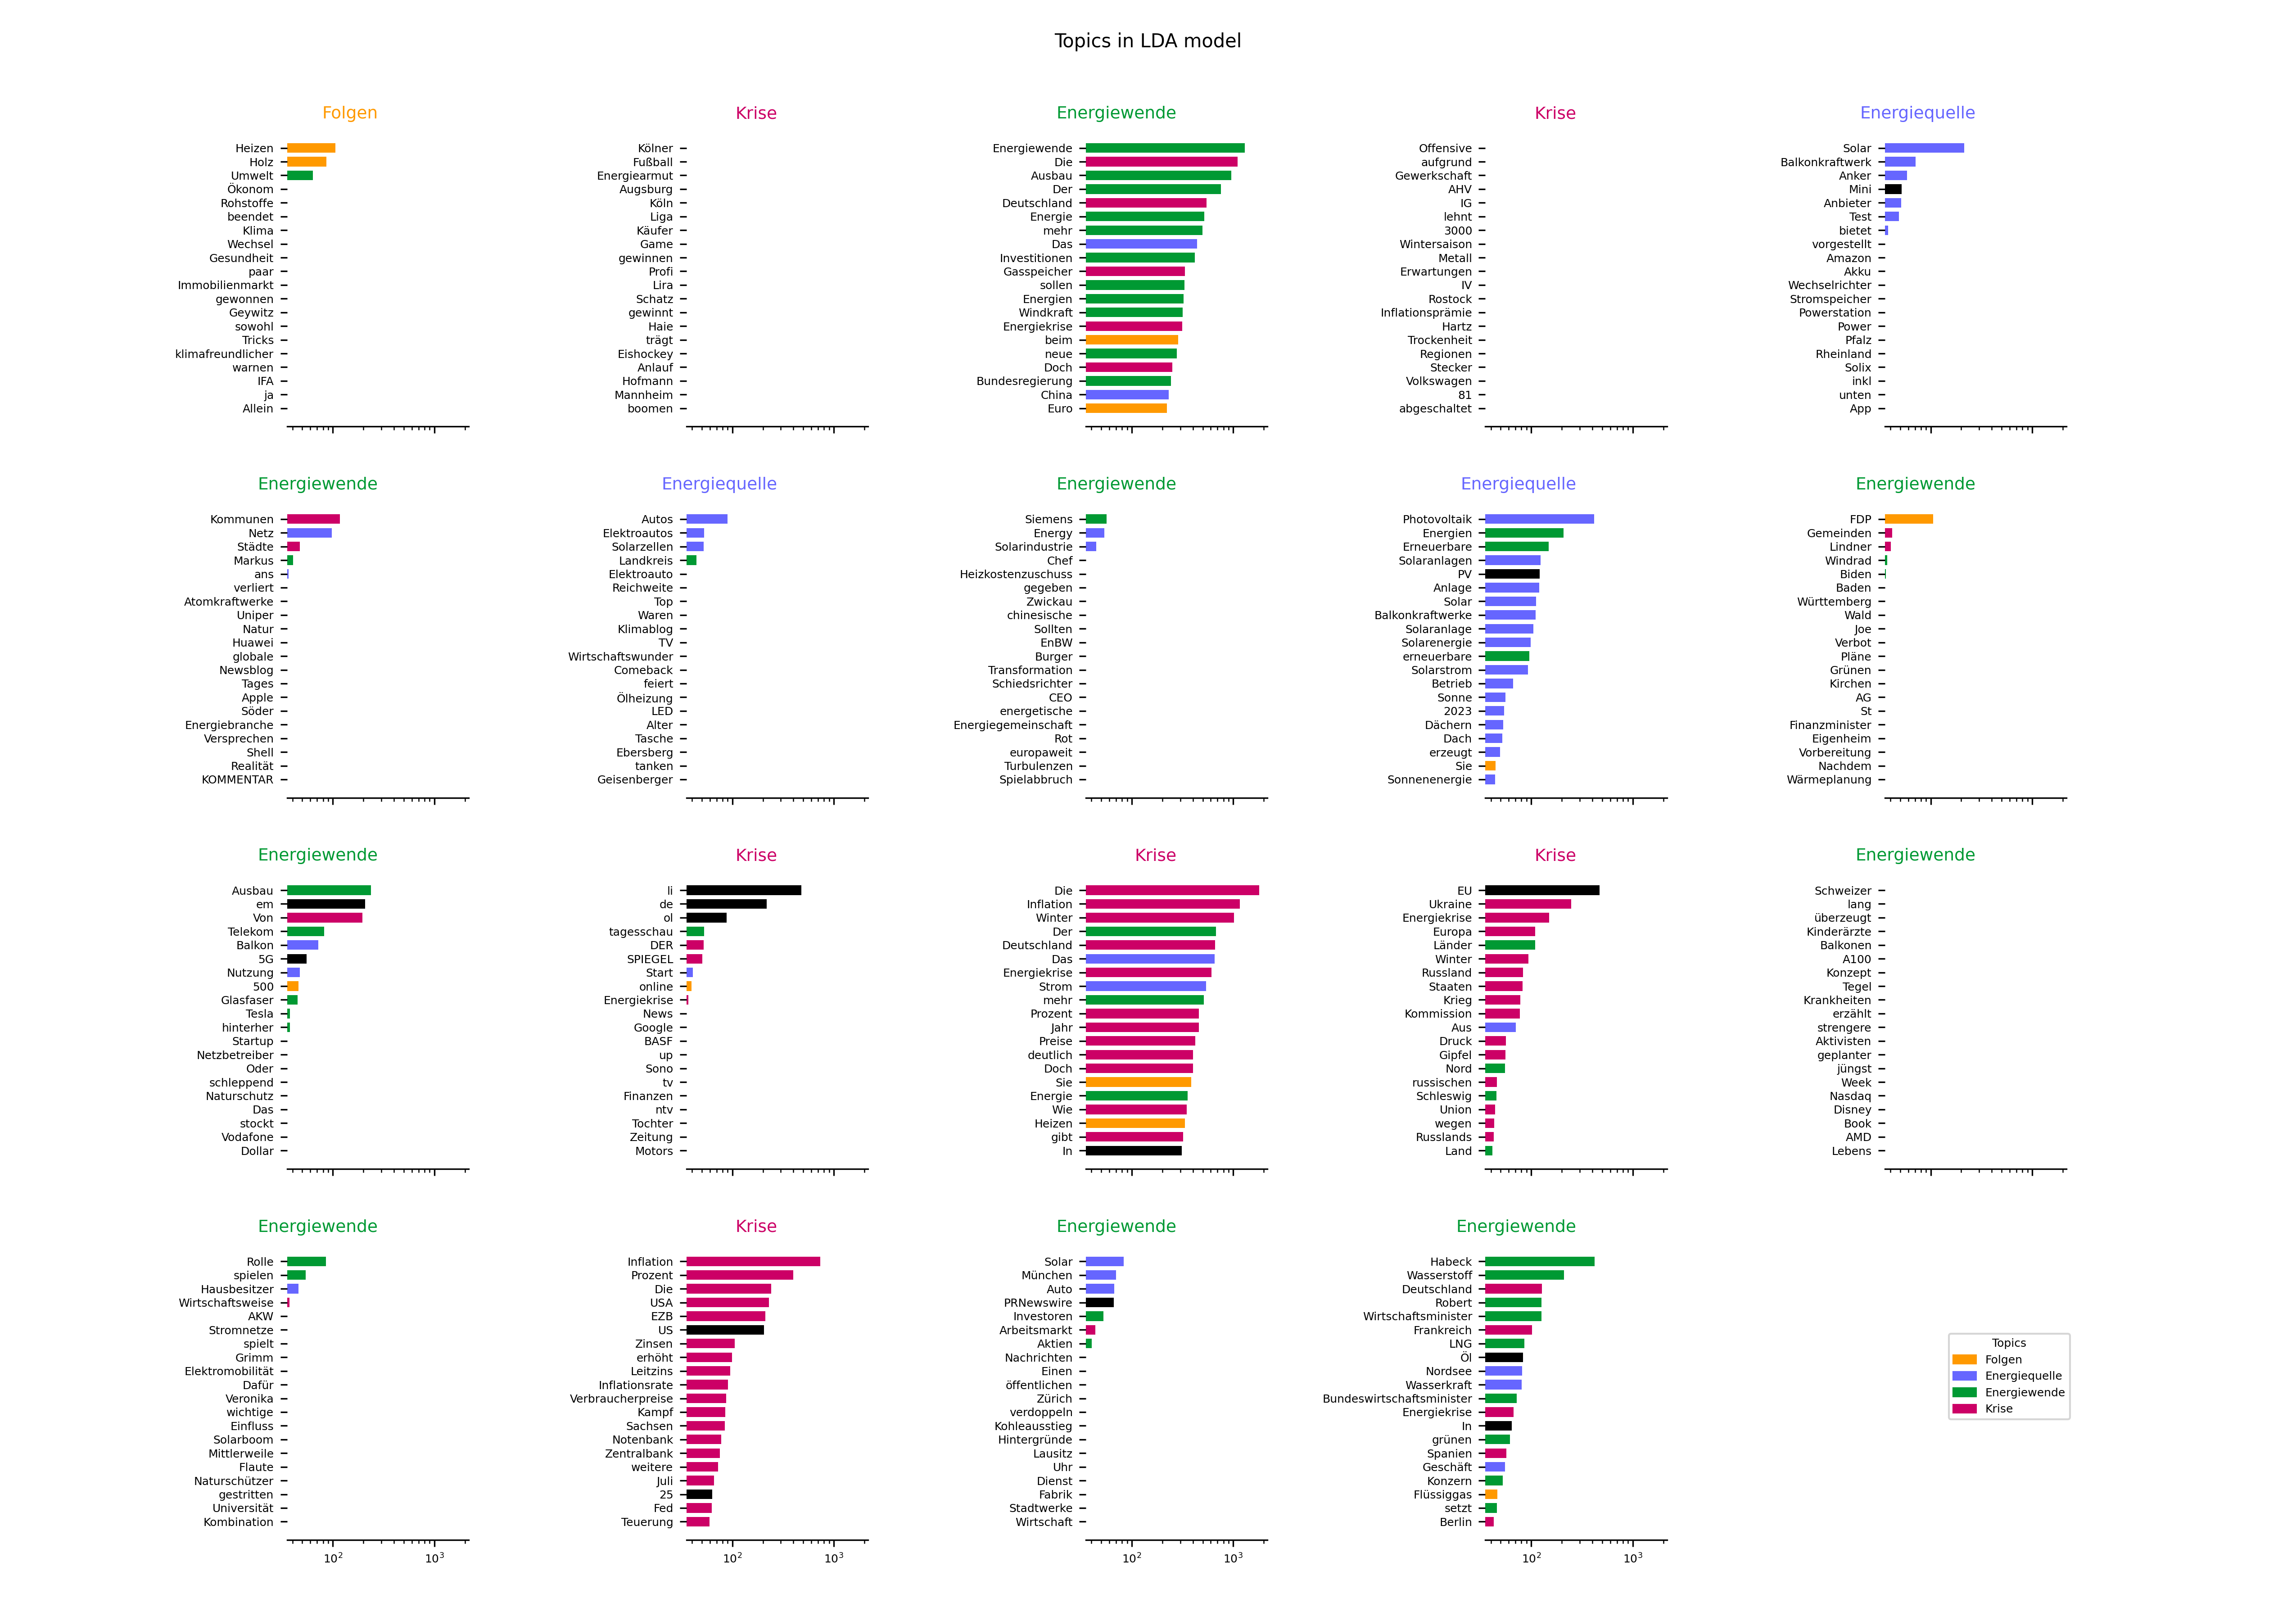 Topics in LDA model
Folgen
Heizen
Holz
Umwelt
Ökonom
Rohstoffe
beendet
Klima
Wechsel
Gesundheit
paar
Immobilienmarkt
gewonnen
Geywitz
sowohl
Tricks
klimafreundlicher
warnen
IFA
ja
Allein
Krise
Kölner
Fußball
Energiearmut
Augsburg
Köln
Liga
Käufer
Game
gewinnen
Profi
Lira
Schatz
gewinnt
Haie
trägt
Eishockey
Anlauf
Hofmann
Mannheim
boomen
Energiewende
Energiewende
Die
Ausbau
Der
Deutschland
Energie
mehr
Das
Investitionen
Gasspeicher
sollen
Energien
Windkraft
Energiekrise
beim
neue
Doch
Bundesregierung
China
Euro
Krise
Offensive
aufgrund
Gewerkschaft
AHV
IG
lehnt
3000
Wintersaison
Metall
Erwartungen
IV
Rostock
Inflationsprämie
Hartz
Trockenheit
Regionen
Stecker
Volkswagen
81
abgeschaltet
Energiequelle
Solar
Balkonkraftwerk
Anker
Mini
Anbieter
Test
bietet
vorgestellt
Amazon
Akku
Wechselrichter
Stromspeicher
Powerstation
Power
Pfalz
Rheinland
Solix
inkl
unten
App
Energiewende
Kommunen
Netz
Städte
Markus
ans
verliert
Atomkraftwerke
Uniper
Natur
Huawei
globale
Newsblog
Tages
Apple
Söder
Energiebranche
Versprechen
Shell
Realität
KOMMENTAR
Energiequelle
Autos
Elektroautos
Solarzellen
Landkreis
Elektroauto
Reichweite
Top
Waren
Klimablog
TV
Wirtschaftswunder
Comeback
feiert
Ölheizung
LED
Alter
Tasche
Ebersberg
tanken
Geisenberger
Energiewende
Siemens
Energy
Solarindustrie
Chef
Heizkostenzuschuss
gegeben
Zwickau
chinesische
Sollten
EnBW
Burger
Transformation
Schiedsrichter
CEO
energetische
Energiegemeinschaft
Rot
europaweit
Turbulenzen
Spielabbruch
Energiequelle
Photovoltaik
Energien
Erneuerbare
Solaranlagen
PV
Anlage
Solar
Balkonkraftwerke
Solaranlage
Solarenergie
erneuerbare
Solarstrom
Betrieb
Sonne
2023
Dächern
Dach
erzeugt
Sie
Sonnenenergie
Energiewende
FDP
Gemeinden
Lindner
Windrad
Biden
Baden
Württemberg
Wald
Joe
Verbot
Pläne
Grünen
Kirchen
AG
St
Finanzminister
Eigenheim
Vorbereitung
Nachdem
Wärmeplanung
Energiewende
Ausbau
em
Von
Telekom
Balkon
5G
Nutzung
500
Glasfaser
Tesla
hinterher
Startup
Netzbetreiber
Oder
schleppend
Naturschutz
Das
stockt
Vodafone
Dollar
Krise
li
de
ol
tagesschau
DER
SPIEGEL
Start
online
Energiekrise
News
Google
BASF
up
Sono
tv
Finanzen
ntv
Tochter
Zeitung
Motors
Krise
Die
Inflation
Winter
Der
Deutschland
Das
Energiekrise
Strom
mehr
Prozent
Jahr
Preise
deutlich
Doch
Sie
Energie
Wie
Heizen
gibt
In
Krise
EU
Ukraine
Energiekrise
Europa
Länder
Winter
Russland
Staaten
Krieg
Kommission
Aus
Druck
Gipfel
Nord
russischen
Schleswig
Union
wegen
Russlands
Land
Energiewende
Schweizer
lang
überzeugt
Kinderärzte
Balkonen
A100
Konzept
Tegel
Krankheiten
erzählt
strengere
Aktivisten
geplanter
jüngst
Week
Nasdaq
Disney
Book
AMD
Lebens
Energiewende
Rolle
spielen
Hausbesitzer
Wirtschaftsweise
AKW
Stromnetze
spielt
Grimm
Elektromobilität
Dafür
Veronika
wichtige
Einfluss
Solarboom
Mittlerweile
Flaute
Naturschützer
gestritten
Universität
Kombination
10² 10³
Krise
Inflation
Prozent
Die
USA
EZB
US
Zinsen
erhöht
Leitzins
Inflationsrate
Verbraucherpreise
Kampf
Sachsen
Notenbank
Zentralbank
weitere
Juli
25
Fed
Teuerung
10² 10³
Energiewende
Solar
München
Auto
PRNewswire
Investoren
Arbeitsmarkt
Aktien
Nachrichten
Einen
öffentlichen
Zürich
verdoppeln
Kohleausstieg
Hintergründe
Lausitz
Uhr
Dienst
Fabrik
Stadtwerke
Wirtschaft
10² 10³
Energiewende
Habeck
Wasserstoff
Deutschland
Robert
Wirtschaftsminister
Frankreich
LNG
Öl
Nordsee
Wasserkraft
Bundeswirtschaftsminister
Energiekrise
In
grünen
Spanien
Geschäft
Konzern
Flüssiggas
setzt
Berlin
10² 10³
Topics
Folgen
Energiequelle
Energiewende
Krise